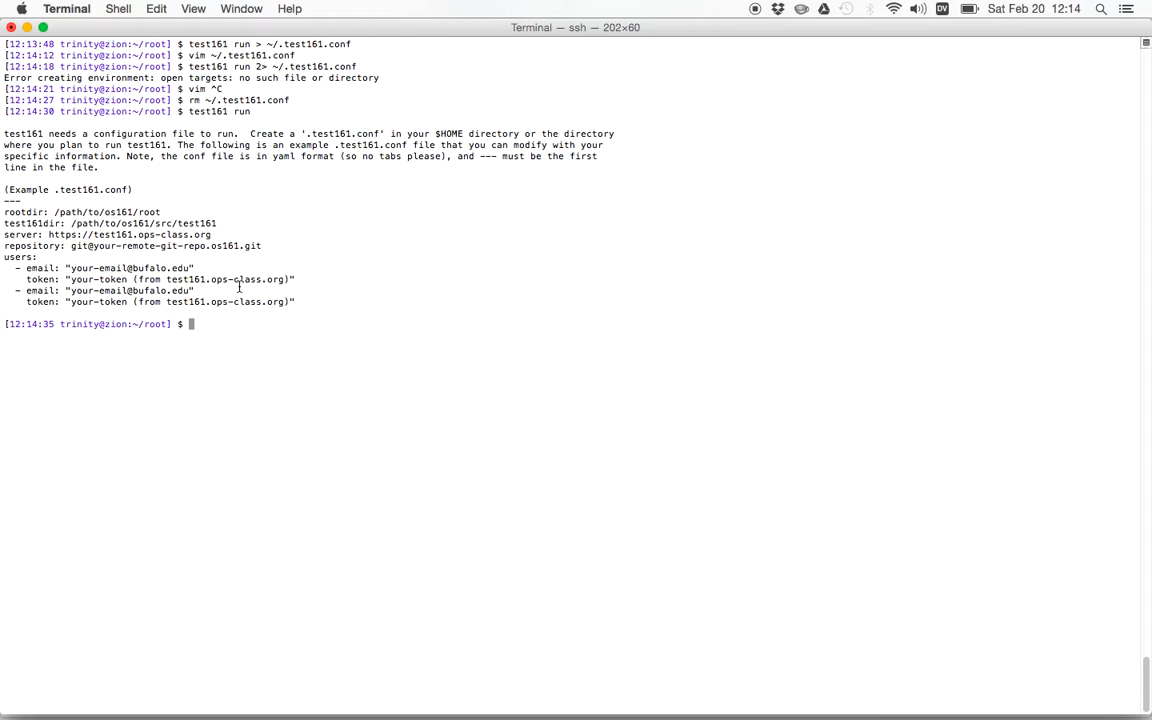 Terminal Shell Edit View Window Help DV Sat Feb 20 12:14
Terminal — ssh — 202×60
[12:13:48 trinity@zion:~/root] $ test161 run > ~/.test161.conf
[12:14:12 trinity@zion:~/root] $ vim ~/.test161.conf
[12:14:18 trinity@zion:~/root] $ test161 run 2> ~/.test161.conf
Error creating environment: open targets: no such file or directory
[12:14:21 trinity@zion:~/root] $ vim ^C
[12:14:27 trinity@zion:~/root] $ rm ~/.test161.conf
[12:14:30 trinity@zion:~/root] $ test161 run
test161 needs a configuration file to run.  Create a '.test161.conf' in your $HOME directory or the directory
where you plan to run test161. The following is an example .test161.conf file that you can modify with your
specific information. Note, the conf file is in yaml format (so no tabs please), and --- must be the first
line in the file.
(Example .test161.conf)
---
rootdir: /path/to/os161/root
test161dir: /path/to/os161/src/test161
server: https://test161.ops-class.org
repository: git@your-remote-git-repo.os161.git
users:
  - email: "your-email@bufalo.edu"
    token: "your-token (from test161.ops-class.org)"
  - email: "your-email@bufalo.edu"
    token: "your-token (from test161.ops-class.org)"
[12:14:35 trinity@zion:~/root] $